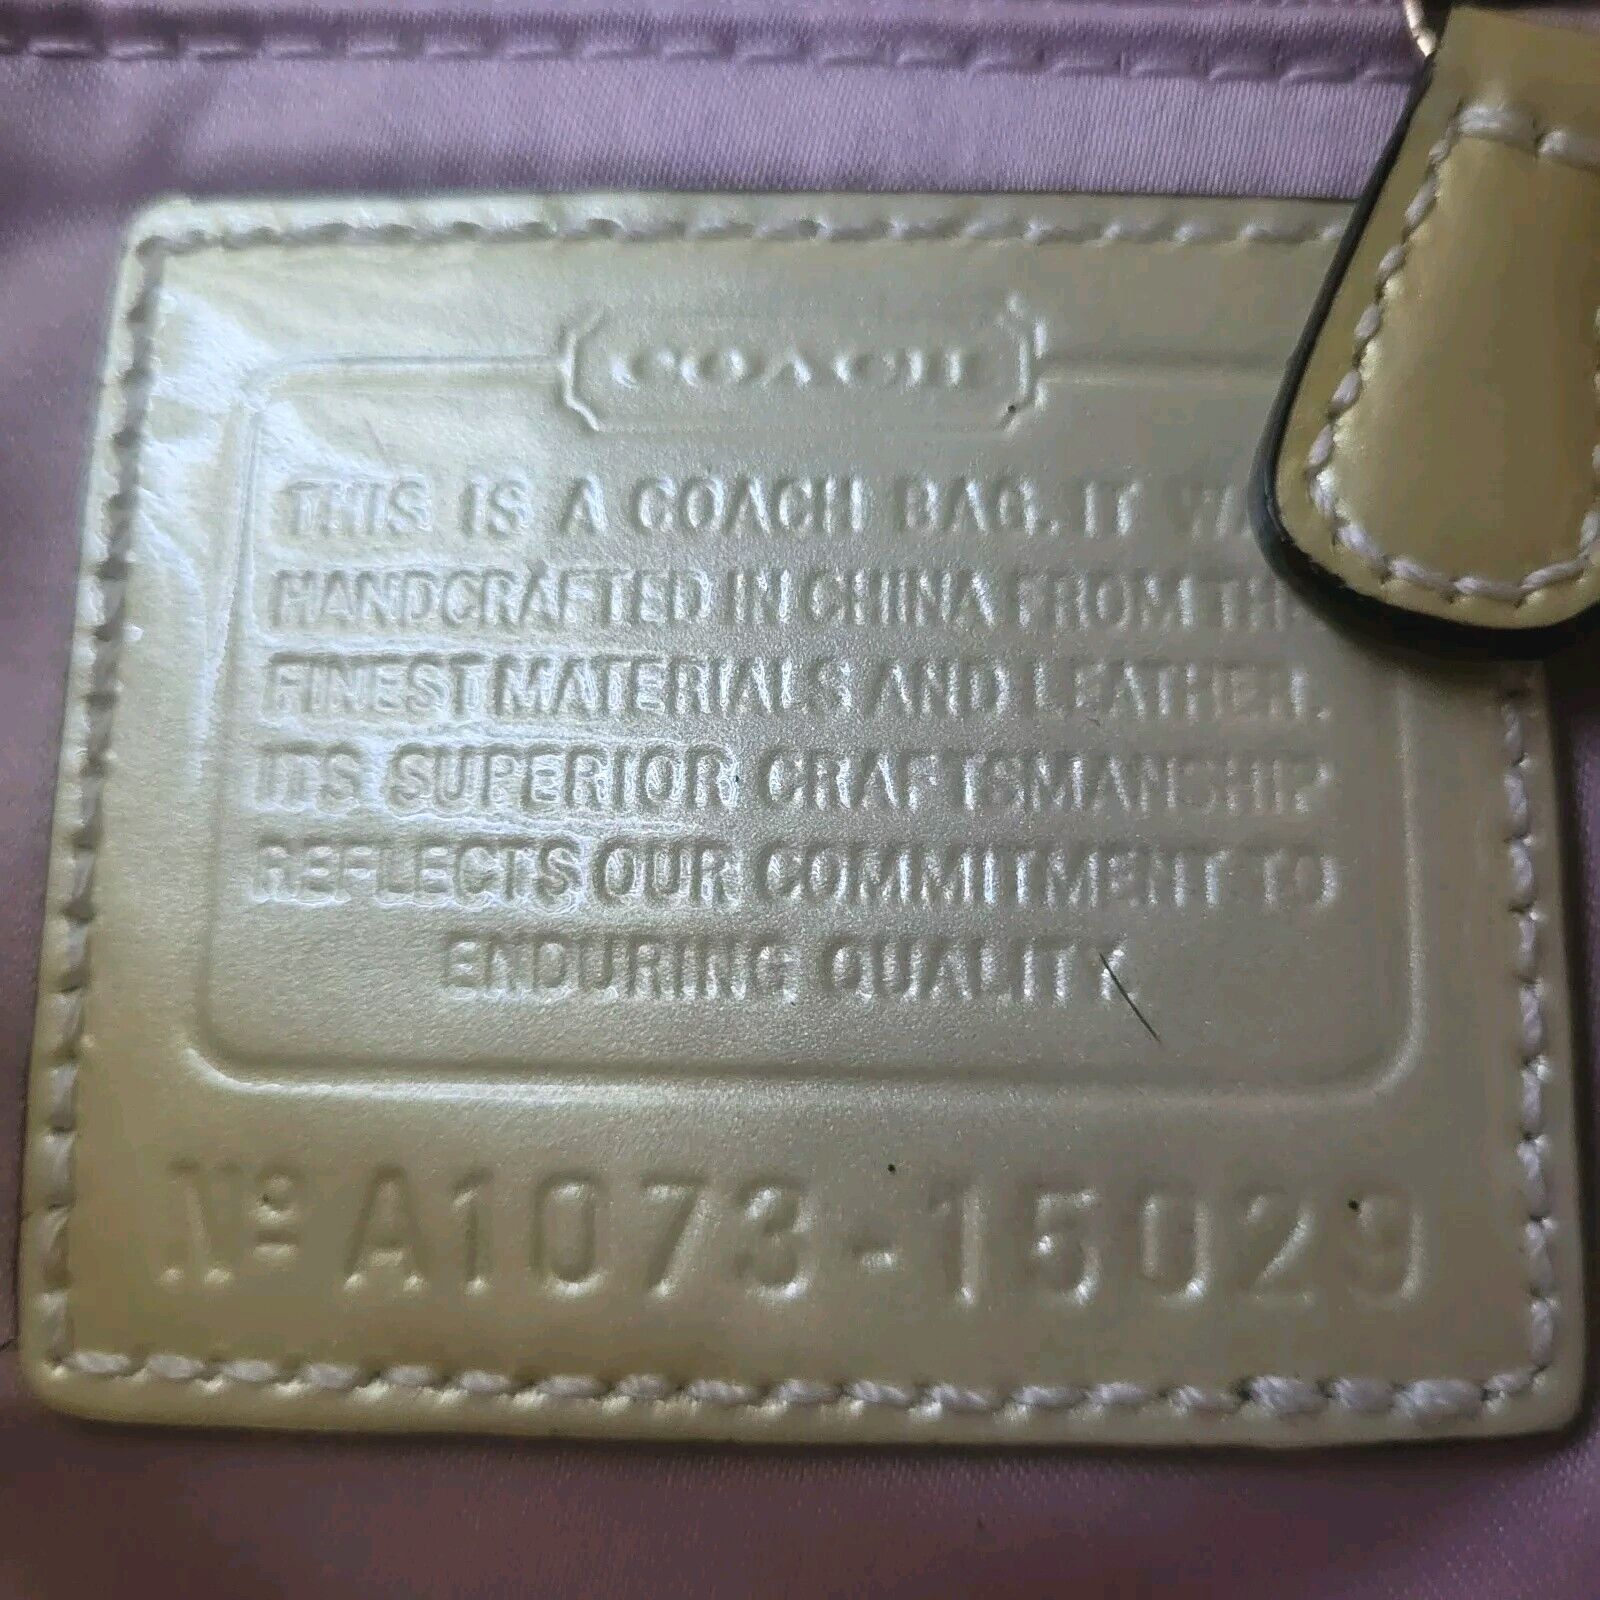 COACH
THIS IS A COACH BAG. IT
HANDCRAFTED IN CHINA FROM
FINEST MATERIALS AND LEATHER.
ITS SUPERIOR CRAFTSMANSHIP
REFLECTS OUR COMMITMENT TO
ENDURING QUALITY.
No A1073-15029